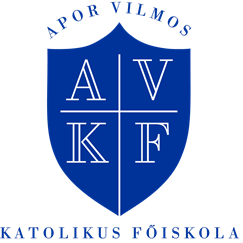 APOR VILMOS
A V
K F
KATOLIKUS FŐISKOLA